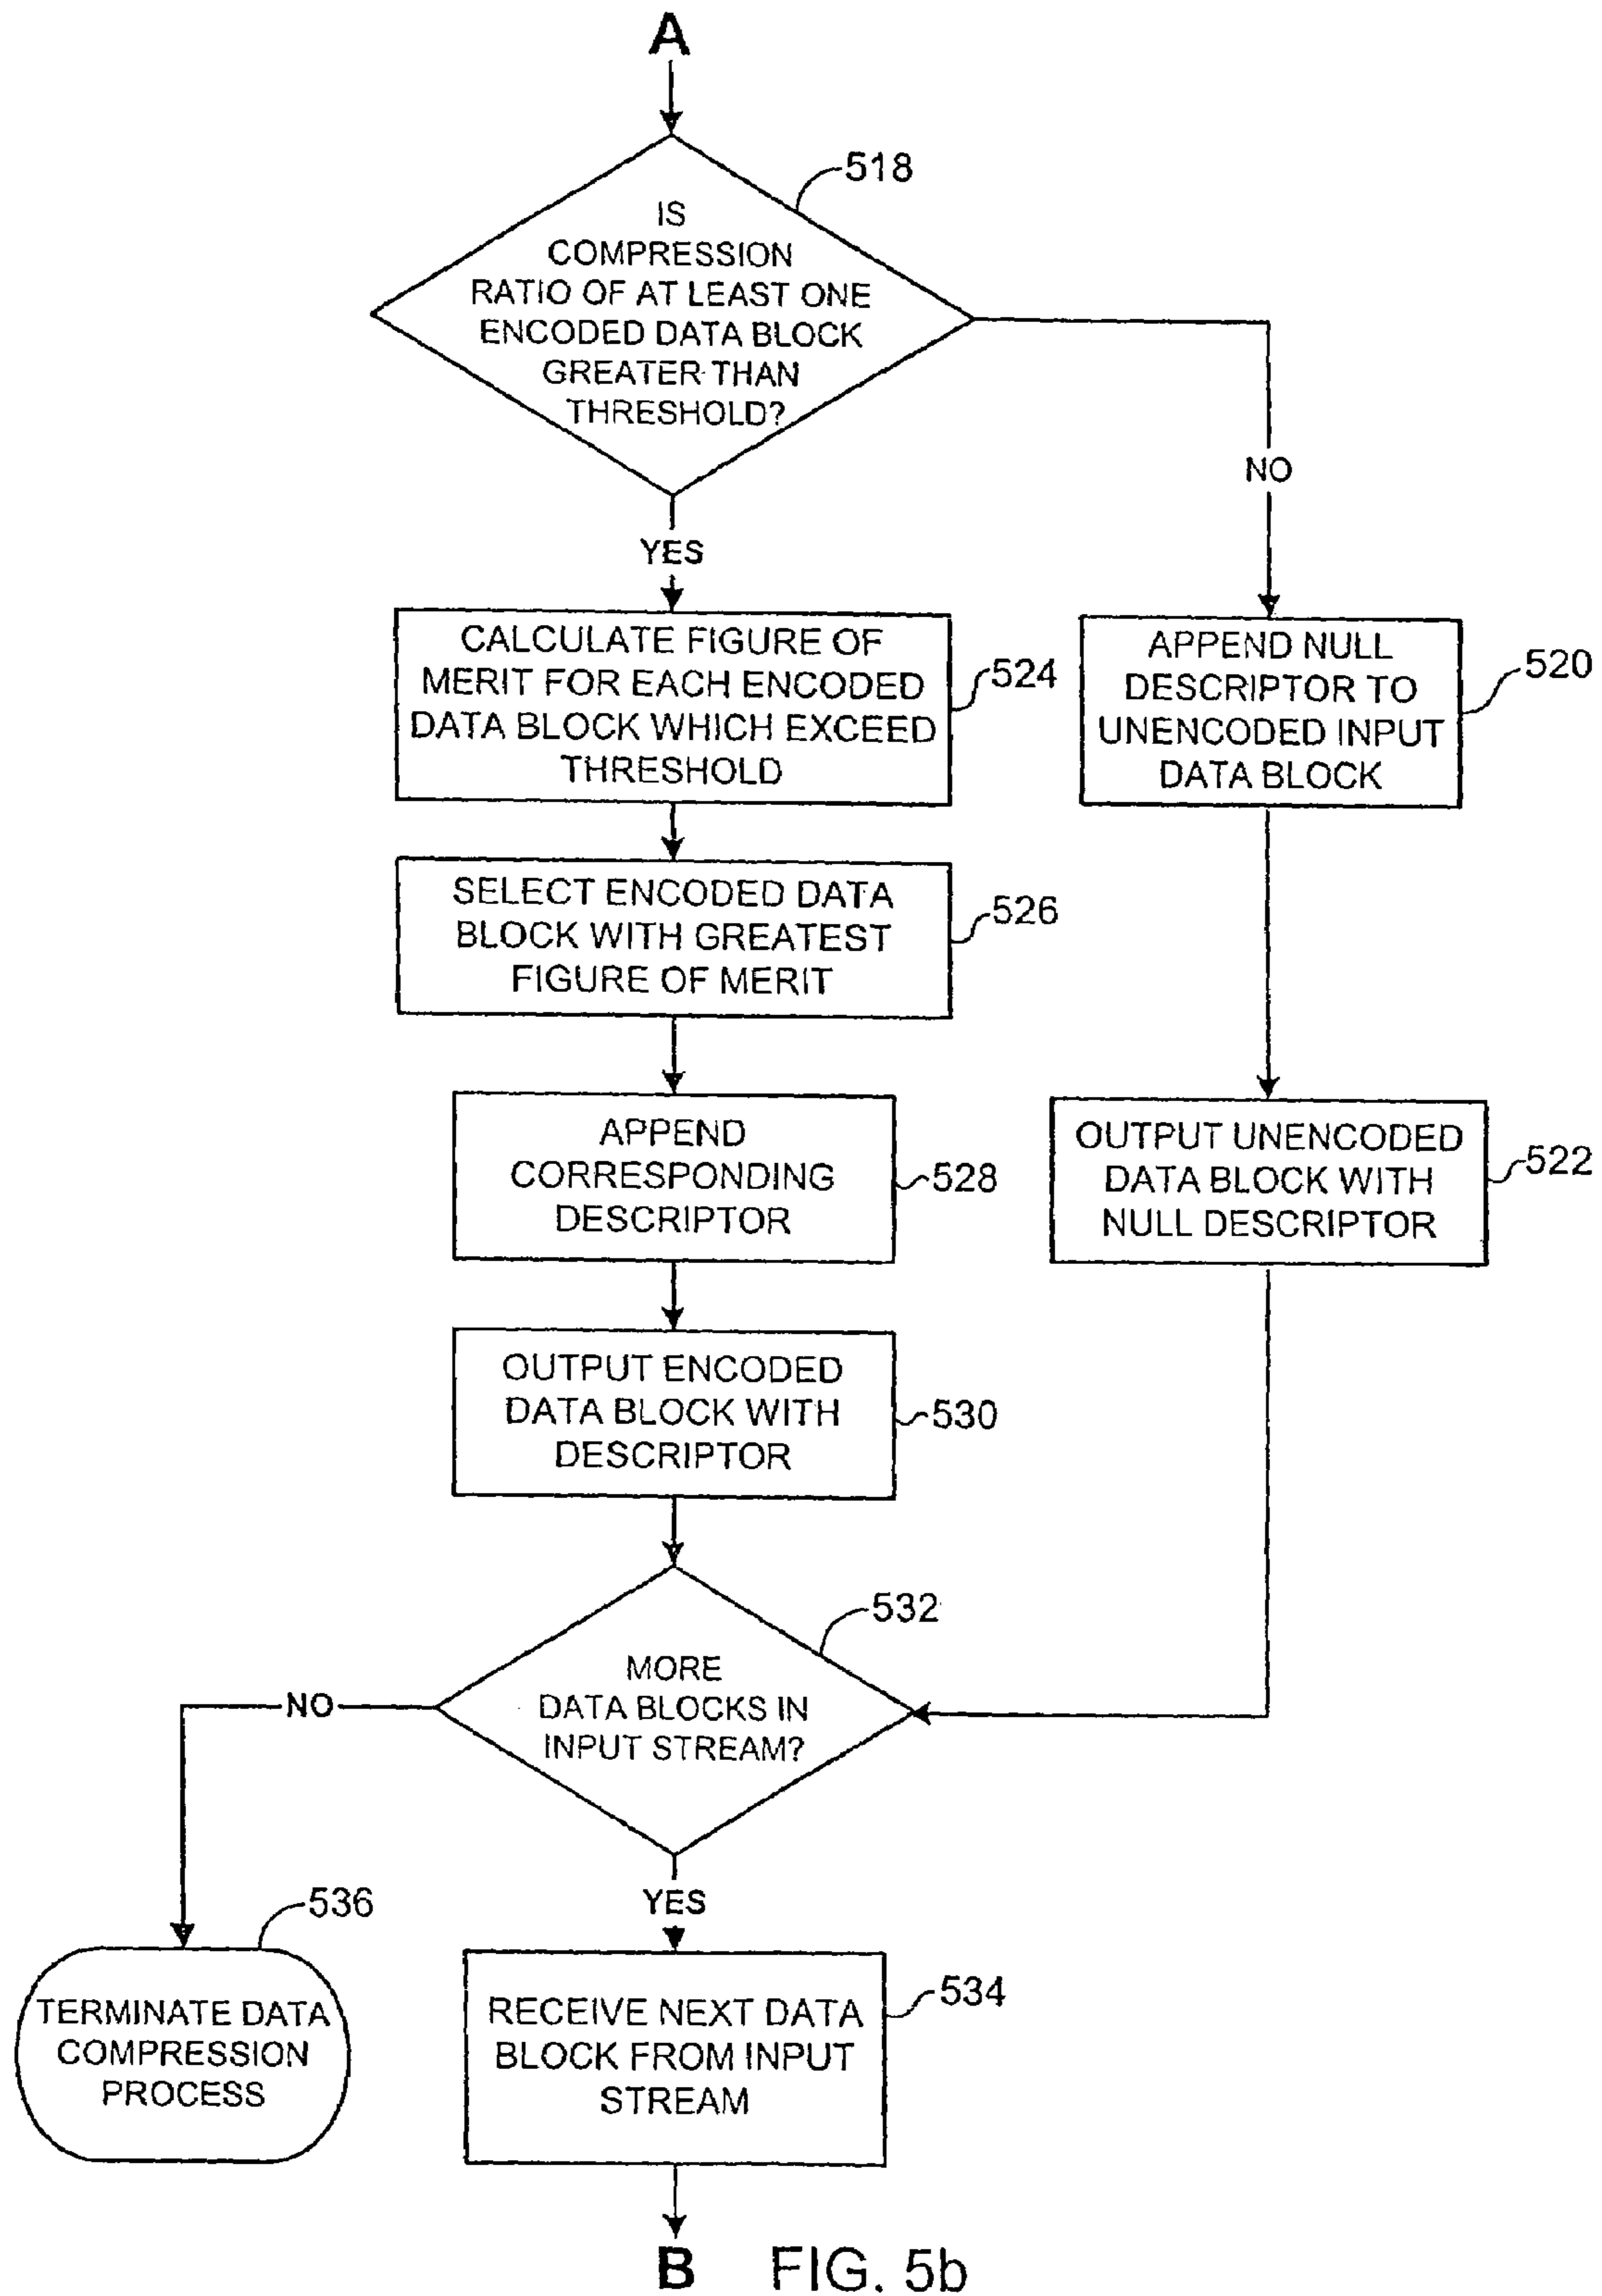 A
518
IS
COMPRESSION
RATIO OF AT LEAST ONE
ENCODED DATA BLOCK
GREATER THAN
THRESHOLD?
NO
YES
CALCULATE FIGURE OF
MERIT FOR EACH ENCODED
DATA BLOCK WHICH EXCEED
THRESHOLD
524
APPEND NULL
DESCRIPTOR TO
UNENCODED INPUT
DATA BLOCK
520
SELECT ENCODED DATA
BLOCK WITH GREATEST
FIGURE OF MERIT
526
APPEND
CORRESPONDING
DESCRIPTOR
528
OUTPUT UNENCODED
DATA BLOCK WITH
NULL DESCRIPTOR
522
OUTPUT ENCODED
DATA BLOCK WITH
DESCRIPTOR
530
532
MORE
DATA BLOCKS IN
INPUT STREAM?
NO
YES
536
TERMINATE DATA
COMPRESSION
PROCESS
534
RECEIVE NEXT DATA
BLOCK FROM INPUT
STREAM
B FIG. 5b